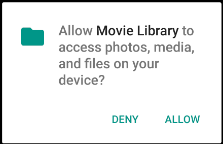 Allow Movie Library to
access photos, media,
and files on your
device?
DENY ALLOW